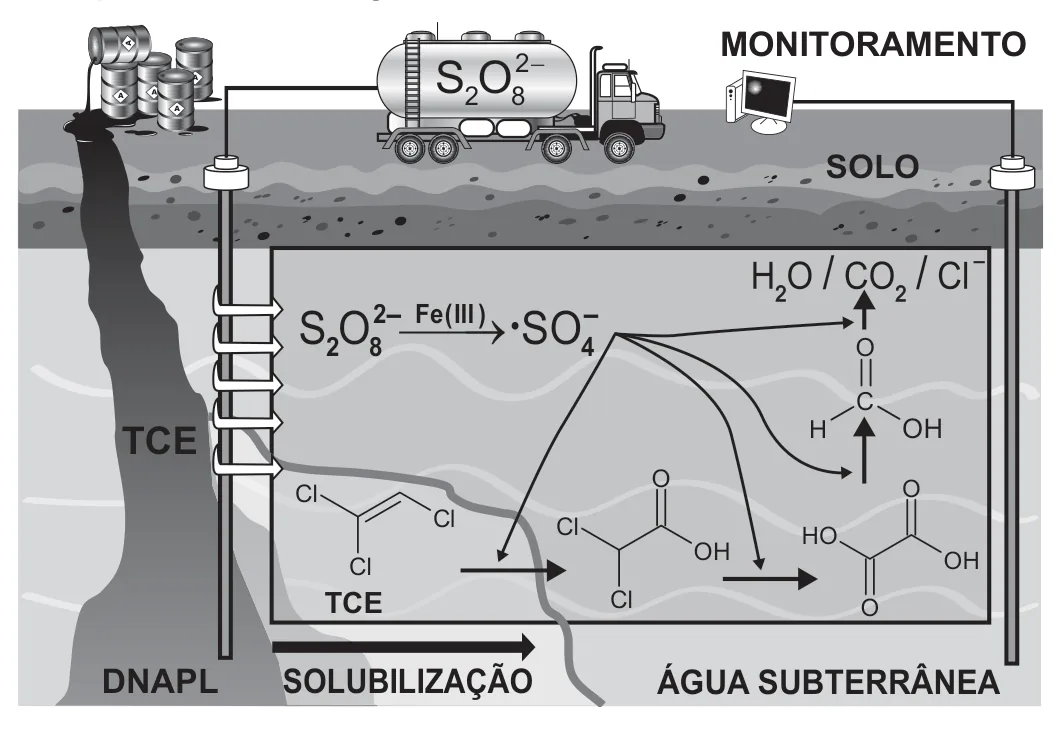 MONITORAMENTO
S₂O₈²⁻
A
A
A
A
A
SOLO
H₂O / CO₂ / Cl⁻
S₂O₈²⁻ Fe(III) •SO₄⁻
O
C
H
OH
TCE
Cl
Cl
Cl
TCE
O
Cl
OH
Cl
O
HO
OH
O
DNAPL
SOLUBILIZAÇÃO
ÁGUA SUBTERRÂNEA